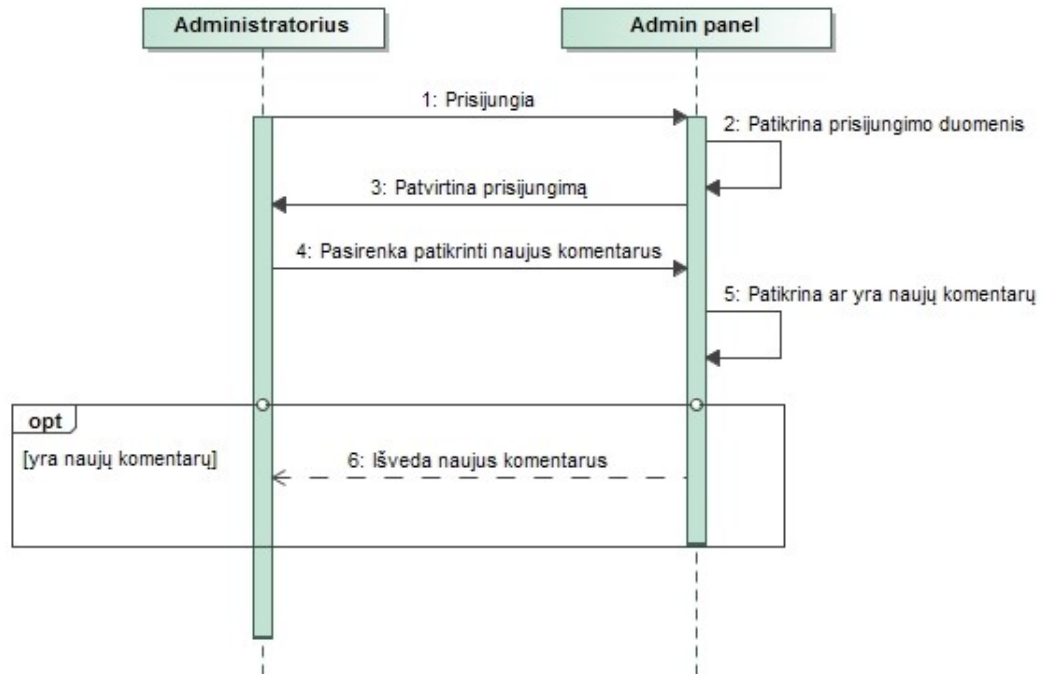 Administratorius
Admin panel
1: Prisijungia
2: Patikrina prisijungimo duomenis
3: Patvirtina prisijungimą
4: Pasirenka patikrinti naujus komentarus
5: Patikrina ar yra naujų komentarų
opt
[yra naujų komentarų]
6: Išveda naujus komentarus